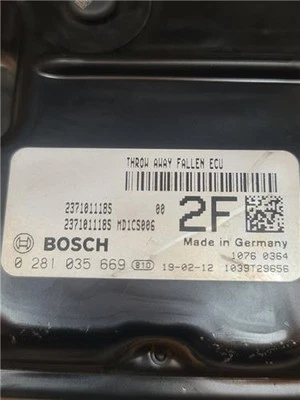 THROW AWAY FALLEN ECU
237101118S 00
237101118S MD1CS006
2F
BOSCH
Made in Germany
1076 0364
0 281 035 669 810 19-02-12 1039T29656